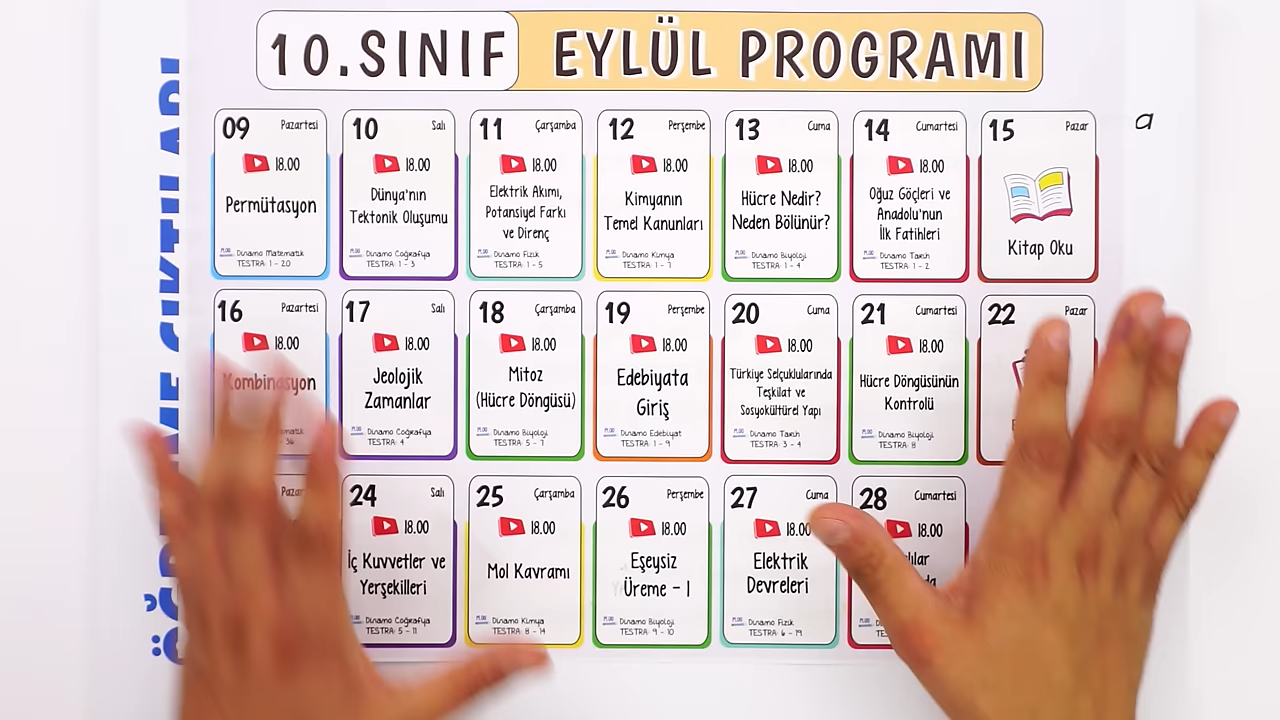 10.SINIF EYLÜL PROGRAMI
a
09 Pazartesi
18.00
Permütasyon
Dinamo Matematik
TESTRA: 1 - 20
10 Salı
18.00
Dünya'nın
Tektonik Oluşumu
Dinamo Coğrafya
TESTRA: 1 - 3
11 Çarşamba
18.00
Elektrik Akımı,
Potansiyel Farkı
ve Direnç
Dinamo Fizik
TESTRA: 1 - 5
12 Perşembe
18.00
Kimyanın
Temel Kanunları
Dinamo Kimya
TESTRA: 1 - 7
13 Cuma
18.00
Hücre Nedir?
Neden Bölünür?
Dinamo Biyoloji
TESTRA: 1 - 4
14 Cumartesi
18.00
Oğuz Göçleri ve
Anadolu'nun
İlk Fatihleri
Dinamo Tarih
TESTRA: 1 - 2
15 Pazar
Kitap Oku
16 Pazartesi
18.00
Kombinasyon
17 Salı
18.00
Jeolojik
Zamanlar
Dinamo Coğrafya
TESTRA: 4
18 Çarşamba
18.00
Mitoz
(Hücre Döngüsü)
Dinamo Biyoloji
TESTRA: 5 - 7
19 Perşembe
18.00
Edebiyata
Giriş
Dinamo Edebiyat
TESTRA: 1 - 9
20 Cuma
18.00
Türkiye Selçuklularında
Teşkilat ve
Sosyokültürel Yapı
Dinamo Tarih
TESTRA: 3 - 4
21 Cumartesi
18.00
Hücre Döngüsünün
Kontrolü
Dinamo Biyoloji
TESTRA: 8
22 Pazar
24 Salı
18.00
İç Kuvvetler ve
Yerşekilleri
Dinamo Coğrafya
TESTRA: 5 - 11
25 Çarşamba
18.00
Mol Kavramı
Dinamo Kimya
TESTRA: 8 - 14
26 Perşembe
18.00
Eşeysiz
Üreme - 1
Dinamo Biyoloji
TESTRA: 9 - 10
27 Cuma
18.00
Elektrik
Devreleri
Dinamo Fizik
TESTRA: 6 - 19
28 Cumartesi
18.00